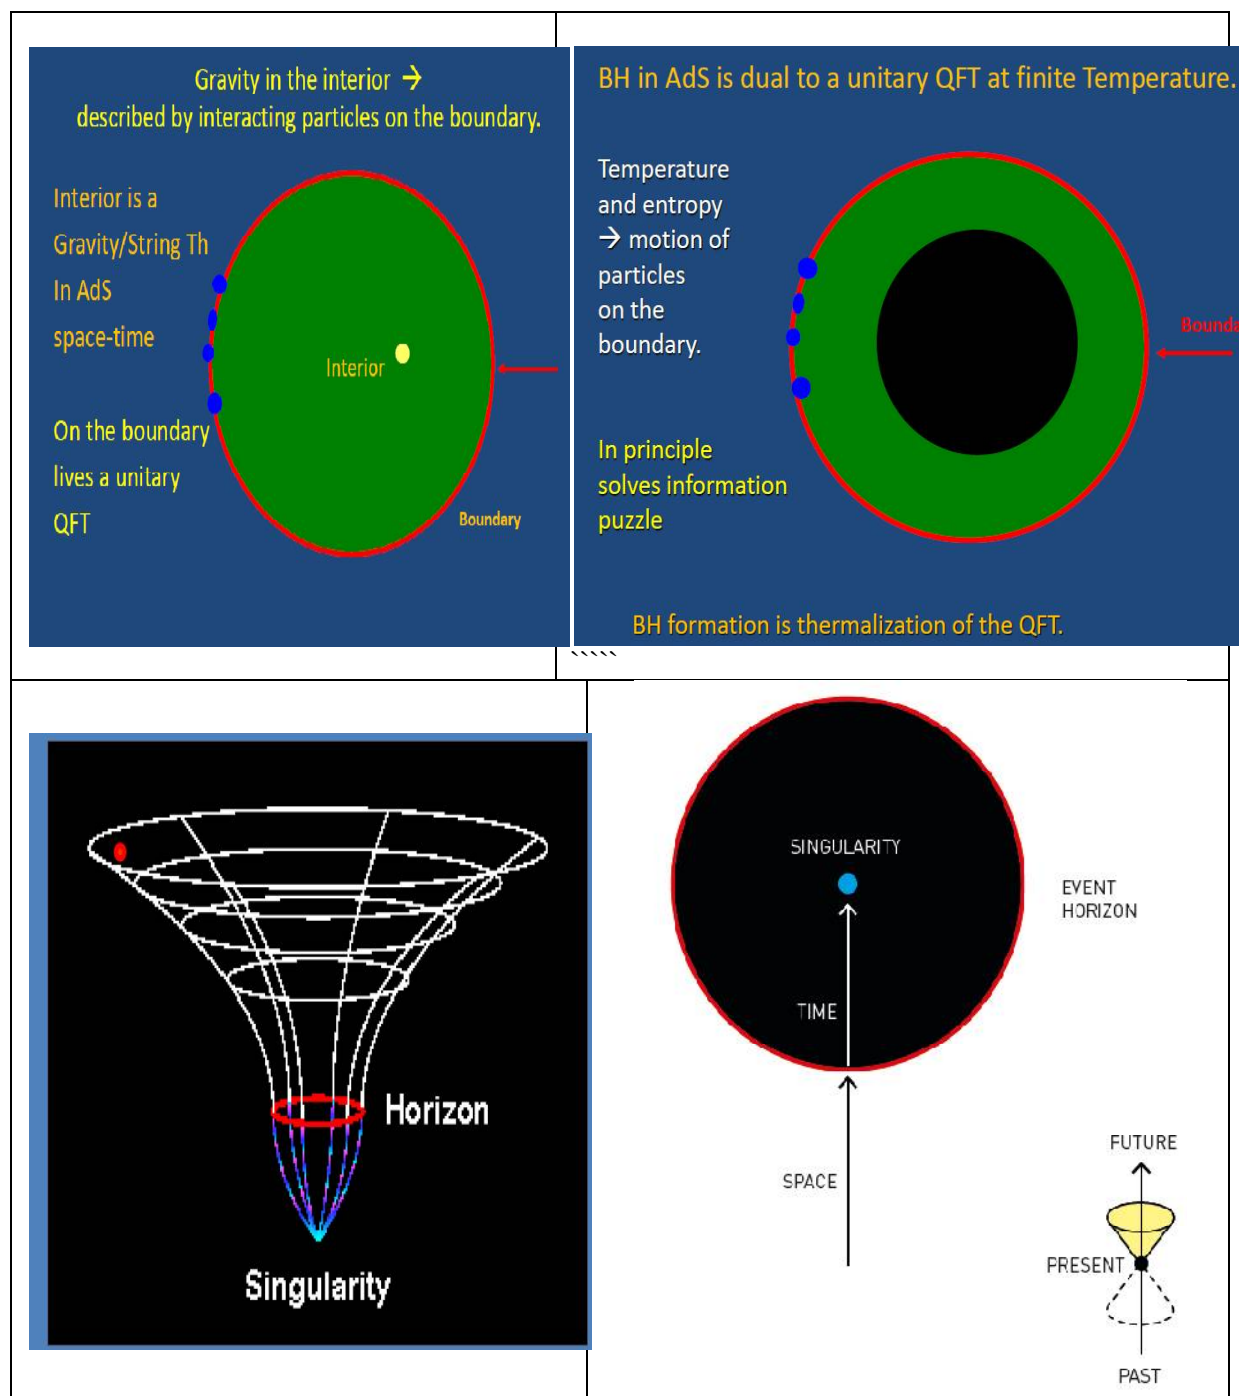 Gravity in the interior →
described by interacting particles on the boundary.
Interior is a
Gravity/String Th
In AdS
space-time
Interior
On the boundary
lives a unitary
QFT
Boundary
BH in AdS is dual to a unitary QFT at finite Temperature.
Temperature
and entropy
→ motion of
particles
on the
boundary.
Bounda
In principle
solves information
puzzle
BH formation is thermalization of the QFT.
`````
Horizon
Singularity
SINGULARITY
EVENT
HORIZON
TIME
SPACE
FUTURE
PRESENT
PAST